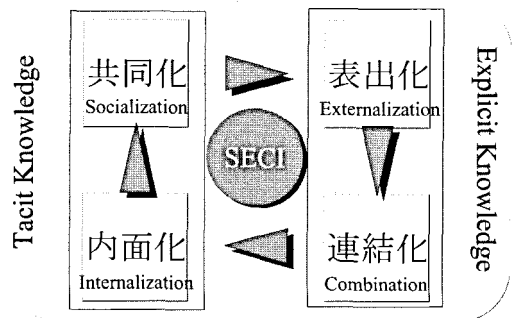 Tacit Knowledge
共同化
Socialization
表出化
Externalization
SECI
内面化
Internalization
連結化
Combination
Explicit Knowledge